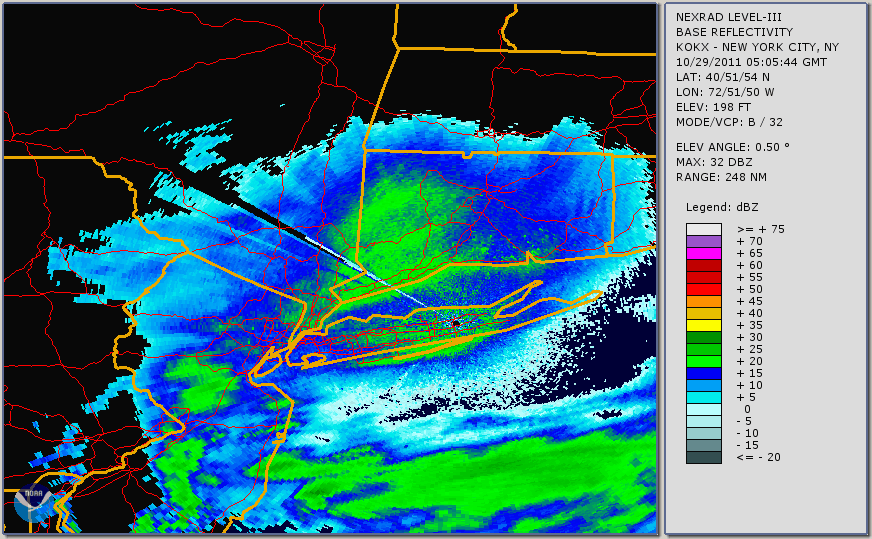 NEXRAD LEVEL-III
BASE REFLECTIVITY
KOKX - NEW YORK CITY, NY
10/29/2011 05:05:44 GMT
LAT: 40/51/54 N
LON: 72/51/50 W
ELEV: 198 FT
MODE/VCP: B / 32
ELEV ANGLE: 0.50 °
MAX: 32 DBZ
RANGE: 248 NM
Legend: dBZ
>= + 75
+ 70
+ 65
+ 60
+ 55
+ 50
+ 45
+ 40
+ 35
+ 30
+ 25
+ 20
+ 15
+ 10
+ 5
0
- 5
- 10
- 15
<= - 20
NOAA